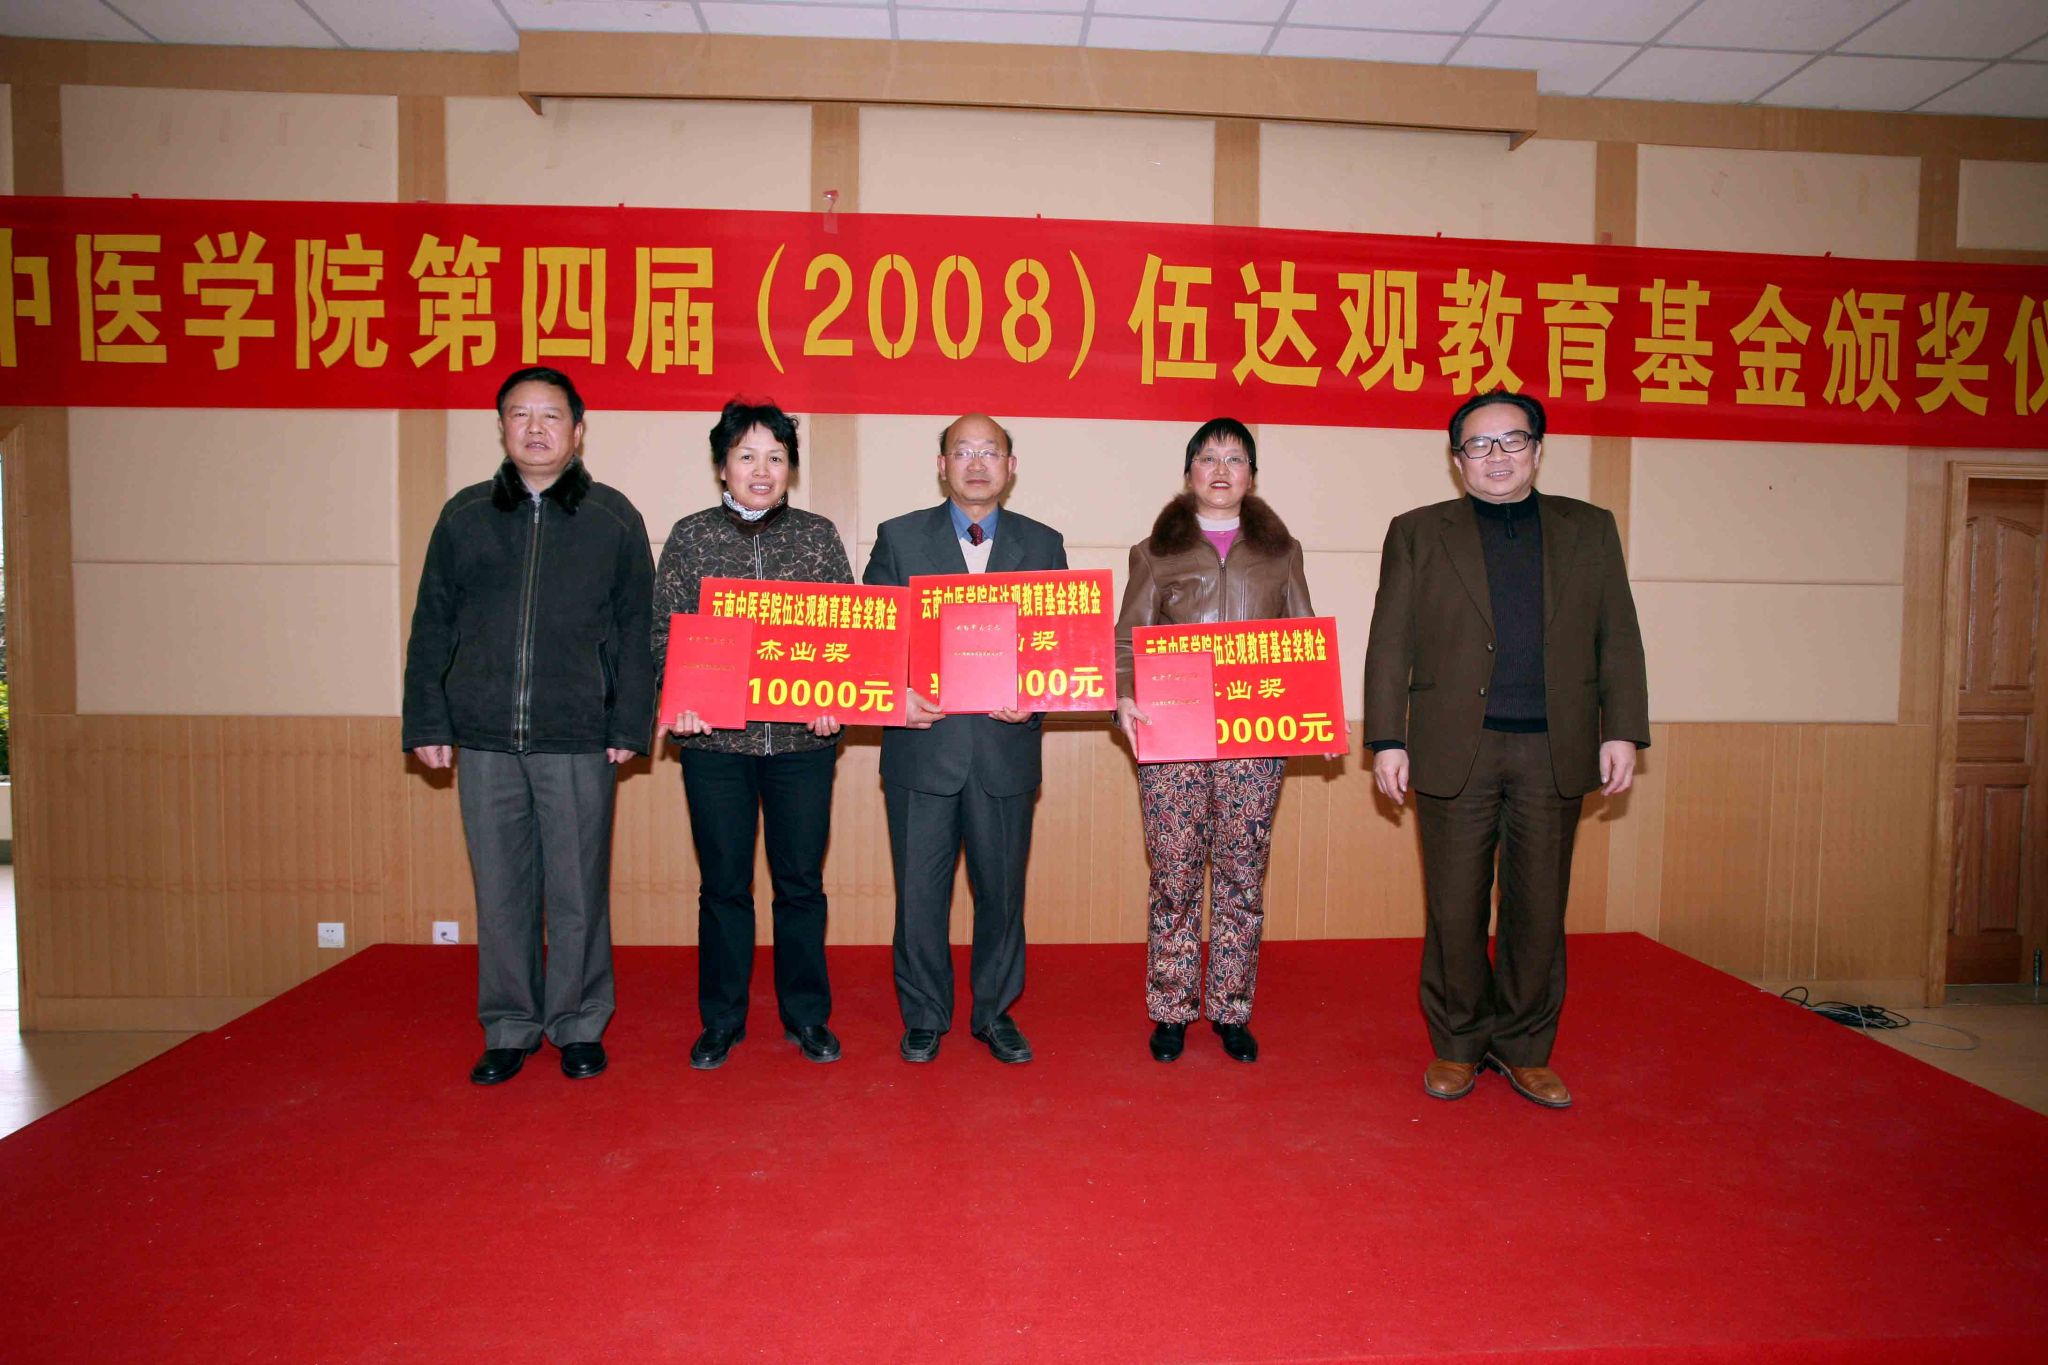 中医学院第四届（2008）伍达观教育基金颁奖仪
云南中医学院伍达观教育基金奖教金
杰出奖
10000元
云南中医学院伍达观教育基金奖教金
出奖
000元
云南中医学院伍达观教育基金奖教金
出奖
0000元